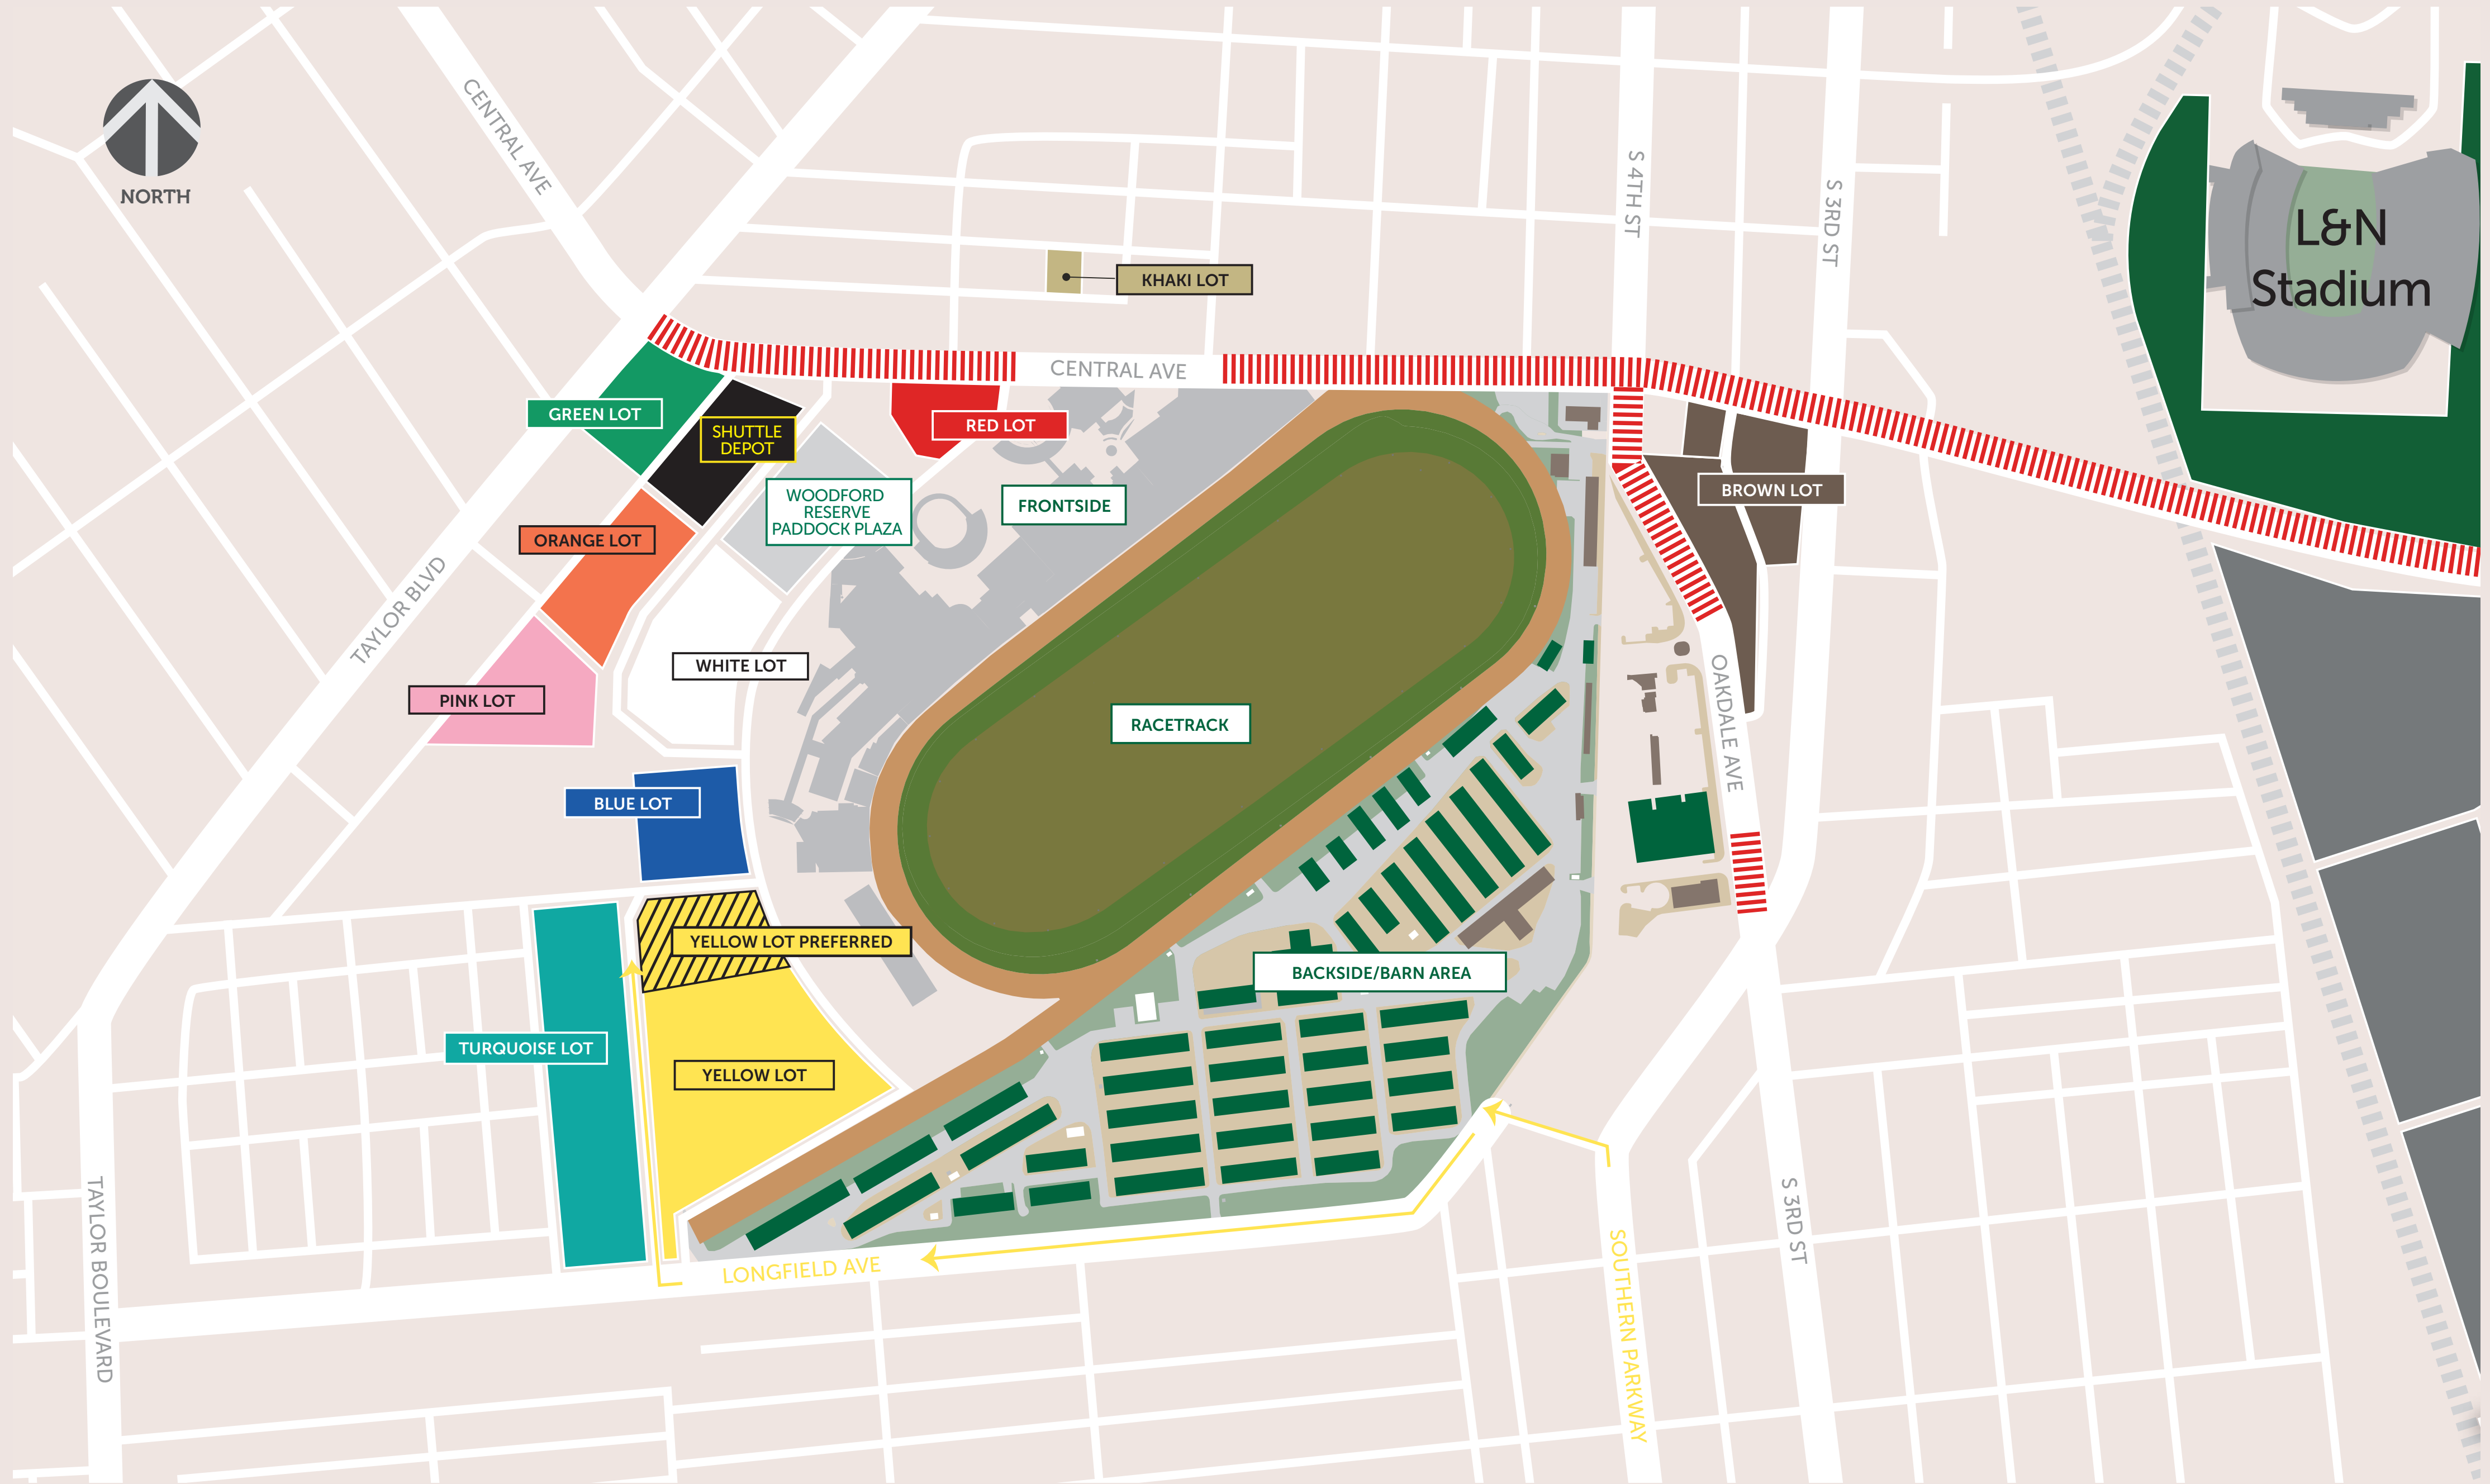 NORTH
CENTRAL AVE
S 4TH ST
S 3RD ST
L&N
Stadium
KHAKI LOT
CENTRAL AVE
GREEN LOT
SHUTTLE
DEPOT
RED LOT
WOODFORD
RESERVE
PADDOCK PLAZA
FRONTSIDE
BROWN LOT
ORANGE LOT
TAYLOR BLVD
WHITE LOT
PINK LOT
RACETRACK
OAKDALE AVE
BLUE LOT
YELLOW LOT PREFERRED
BACKSIDE/BARN AREA
TURQUOISE LOT
YELLOW LOT
TAYLOR BOULEVARD
LONGFIELD AVE
SOUTHERN PARKWAY
S 3RD ST